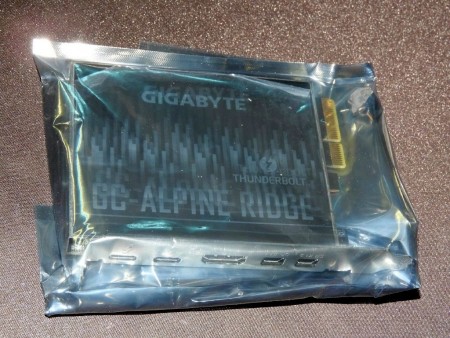 GIGABYTE
THUNDERBOLT
GC-ALPINE RIDGE